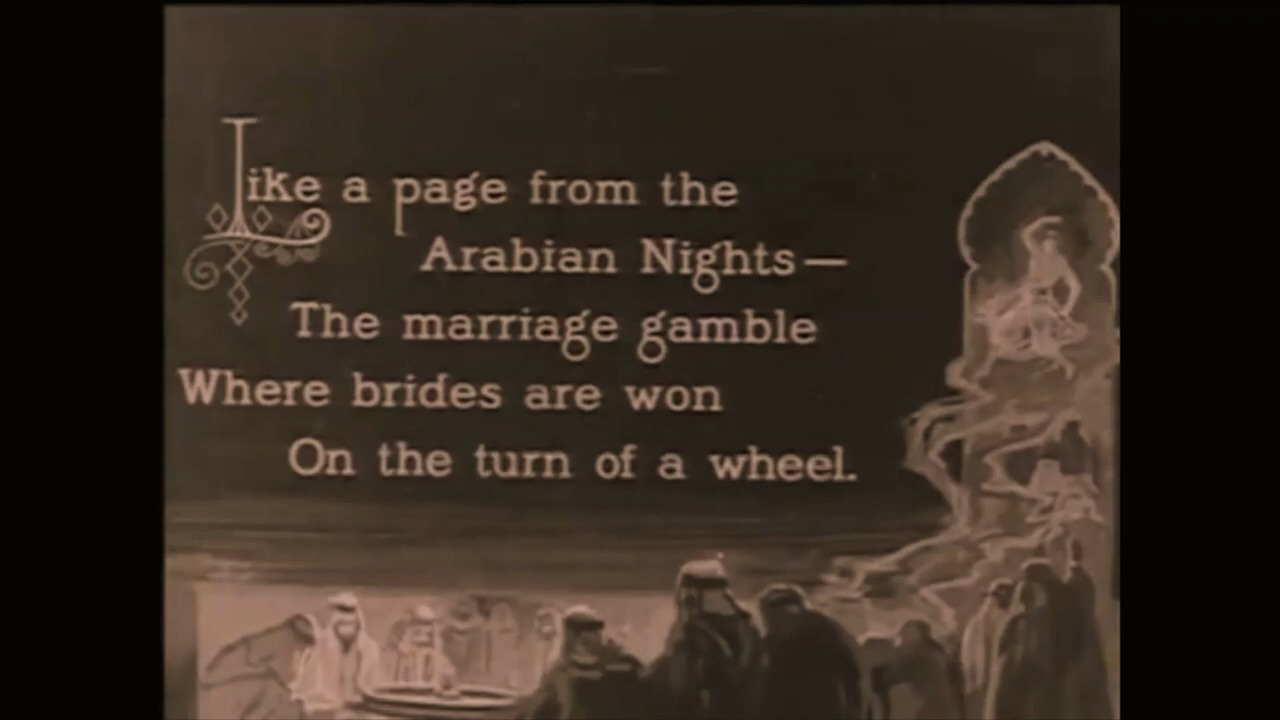 Like a page from the
Arabian Nights—
The marriage gamble
Where brides are won
On the turn of a wheel.